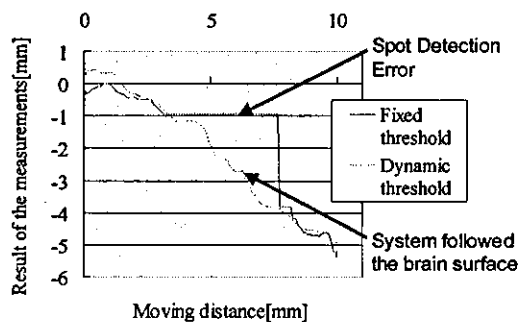 0 5 10
1
0
-1
-2
-3
-4
-5
-6
Result of the measurements[mm]
Moving distance[mm]
Spot Detection
Error
Fixed
threshold
Dynamic
threshold
System followed
the brain surface